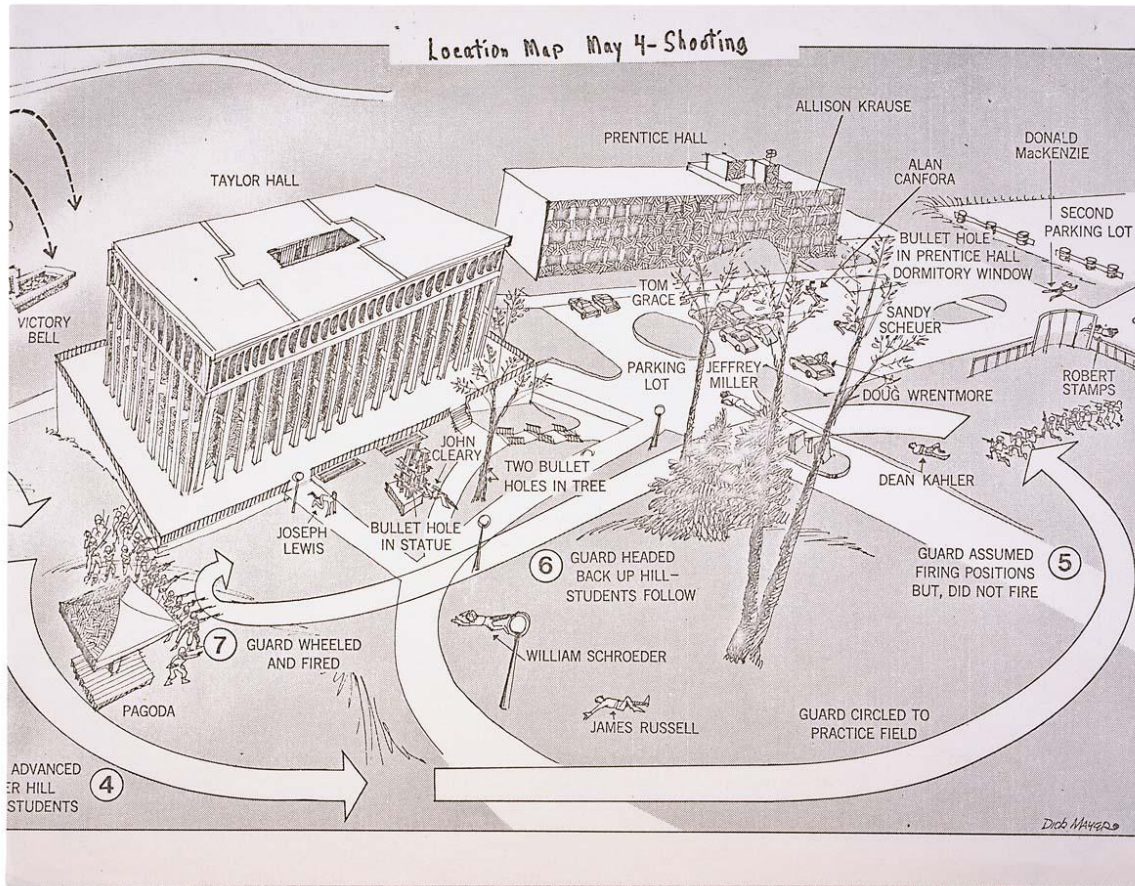 Location Map May 4-Shooting
ALLISON KRAUSE
PRENTICE HALL
DONALD
MacKENZIE
ALAN
CANFORA
TAYLOR HALL
SECOND
PARKING LOT
BULLET HOLE
IN PRENTICE HALL
DORMITORY WINDOW
TOM
GRACE
SANDY
SCHEUER
VICTORY
BELL
PARKING LOT
JEFFREY
MILLER
ROBERT
STAMPS
DOUG WRENTMORE
JOHN
CLEARY
TWO BULLET
HOLES IN TREE
DEAN KAHLER
JOSEPH
LEWIS
BULLET HOLE
IN STATUE
6 GUARD HEADED
BACK UP HILL–
STUDENTS FOLLOW
GUARD ASSUMED 5
FIRING POSITIONS
BUT, DID NOT FIRE
7 GUARD WHEELED
AND FIRED
WILLIAM SCHROEDER
PAGODA
JAMES RUSSELL
GUARD CIRCLED TO
PRACTICE FIELD
ADVANCED 4
ER HILL
STUDENTS
Dick MAYER